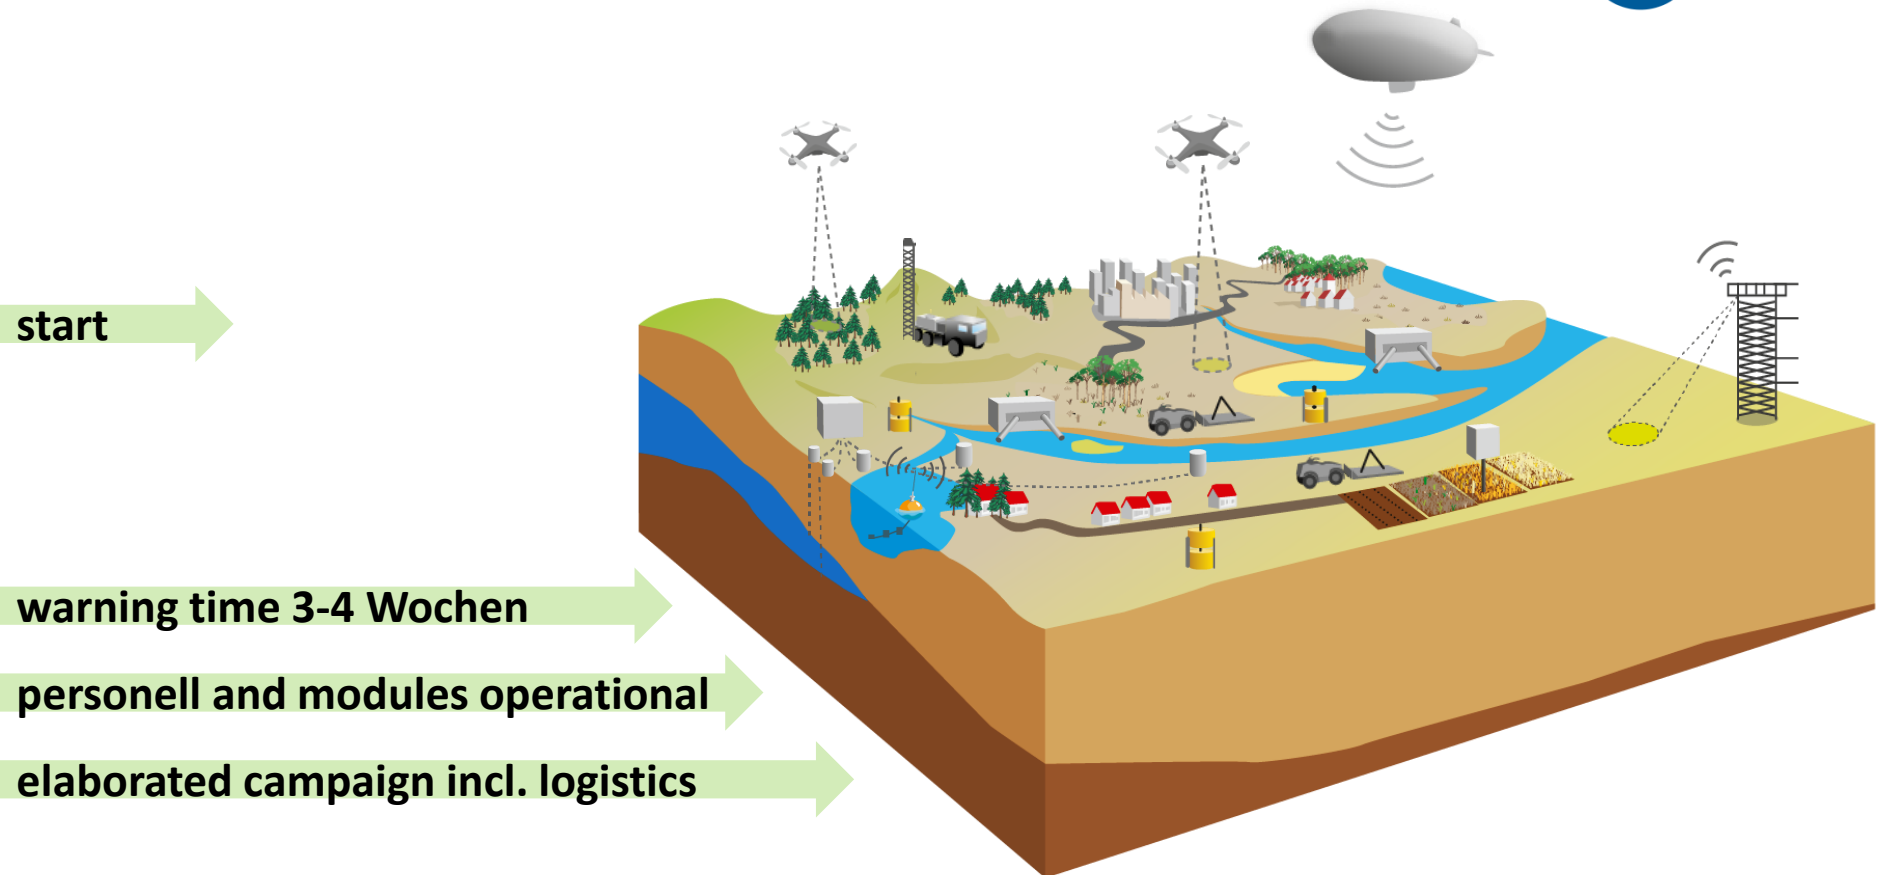 start
warning time 3-4 Wochen
personell and modules operational
elaborated campaign incl. logistics